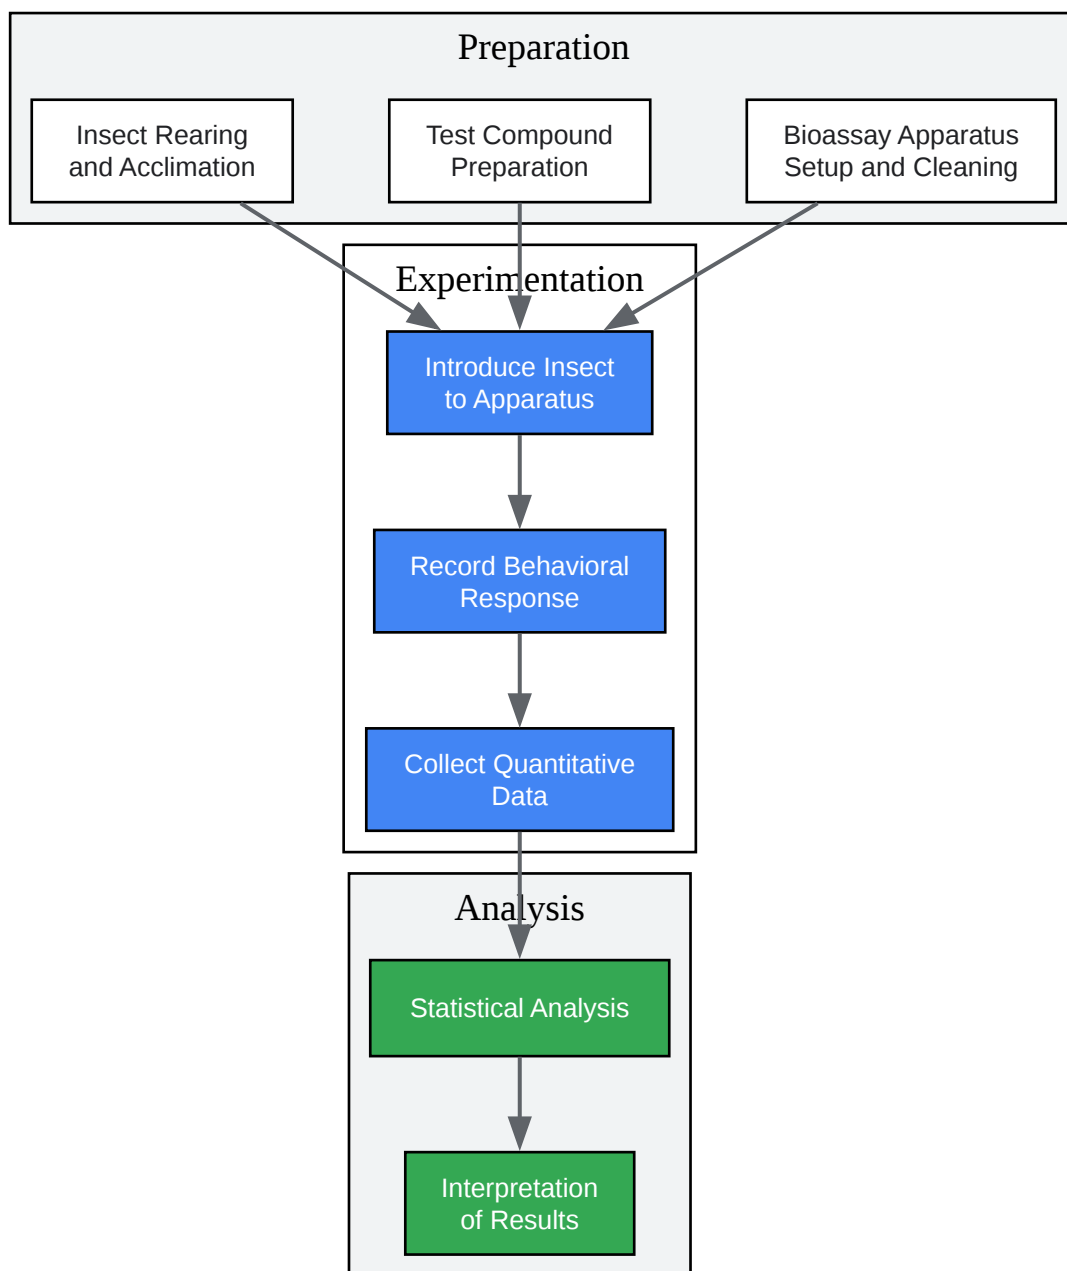 Preparation
Insect Rearing
and Acclimation
Test Compound
Preparation
Bioassay Apparatus
Setup and Cleaning
Experimentation
Introduce Insect
to Apparatus
Record Behavioral
Response
Collect Quantitative
Data
Analysis
Statistical Analysis
Interpretation
of Results